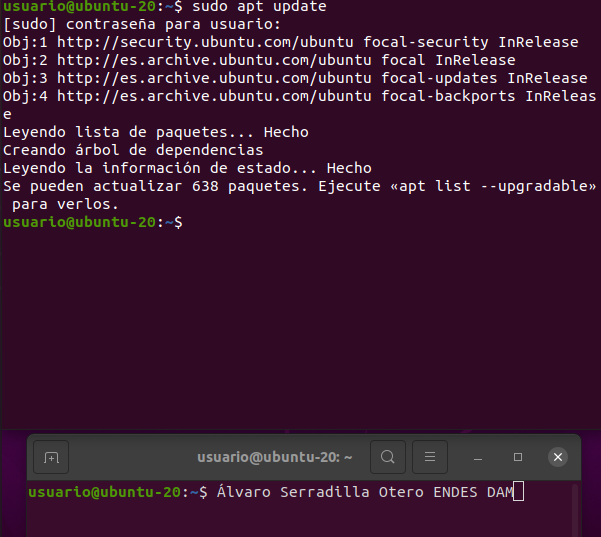 usuario@ubuntu-20:~$ sudo apt update
[sudo] contraseña para usuario:
Obj:1 http://security.ubuntu.com/ubuntu focal-security InRelease
Obj:2 http://es.archive.ubuntu.com/ubuntu focal InRelease
Obj:3 http://es.archive.ubuntu.com/ubuntu focal-updates InRelease
Obj:4 http://es.archive.ubuntu.com/ubuntu focal-backports InReleas
e
Leyendo lista de paquetes... Hecho
Creando árbol de dependencias
Leyendo la información de estado... Hecho
Se pueden actualizar 638 paquetes. Ejecute «apt list --upgradable»
 para verlos.
usuario@ubuntu-20:~$
usuario@ubuntu-20: ~
usuario@ubuntu-20:~$ Álvaro Serradilla Otero ENDES DAM